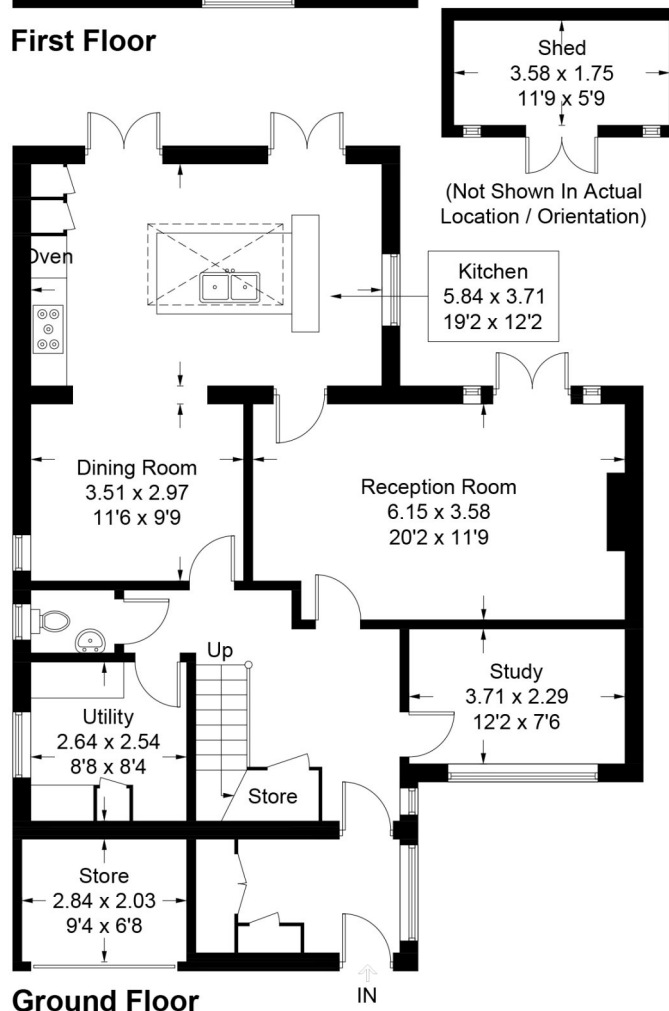 First Floor
Shed
3.58 x 1.75
11'9 x 5'9
(Not Shown In Actual
Location / Orientation)
Oven
Kitchen
5.84 x 3.71
19'2 x 12'2
Dining Room
3.51 x 2.97
11'6 x 9'9
Reception Room
6.15 x 3.58
20'2 x 11'9
Up
Study
3.71 x 2.29
12'2 x 7'6
Utility
2.64 x 2.54
8'8 x 8'4
Store
Store
2.84 x 2.03
9'4 x 6'8
IN
Ground Floor